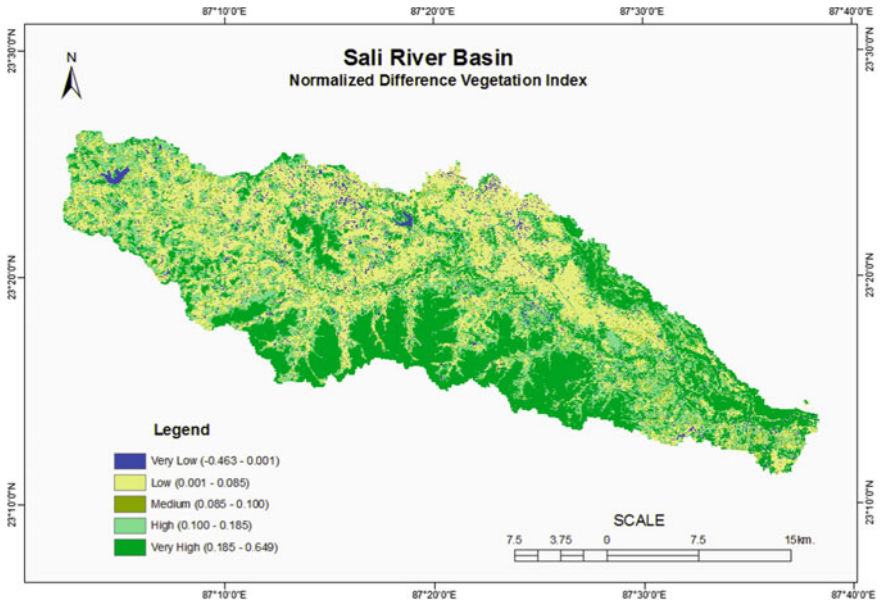 87°10'0"E 87°20'0"E 87°30'0"E 87°40'0"E
23°30'0"N
23°30'0"N
N
Sali River Basin
Normalized Difference Vegetation Index
23°20'0"N
23°20'0"N
Legend
Very Low (-0.463 - 0.001)
Low (0.001 - 0.085)
Medium (0.085 - 0.100)
High (0.100 - 0.185)
Very High (0.185 - 0.649)
23°10'0"N
23°10'0"N
SCALE
7.5 3.75 0 7.5 15km.
87°10'0"E 87°20'0"E 87°30'0"E 87°40'0"E